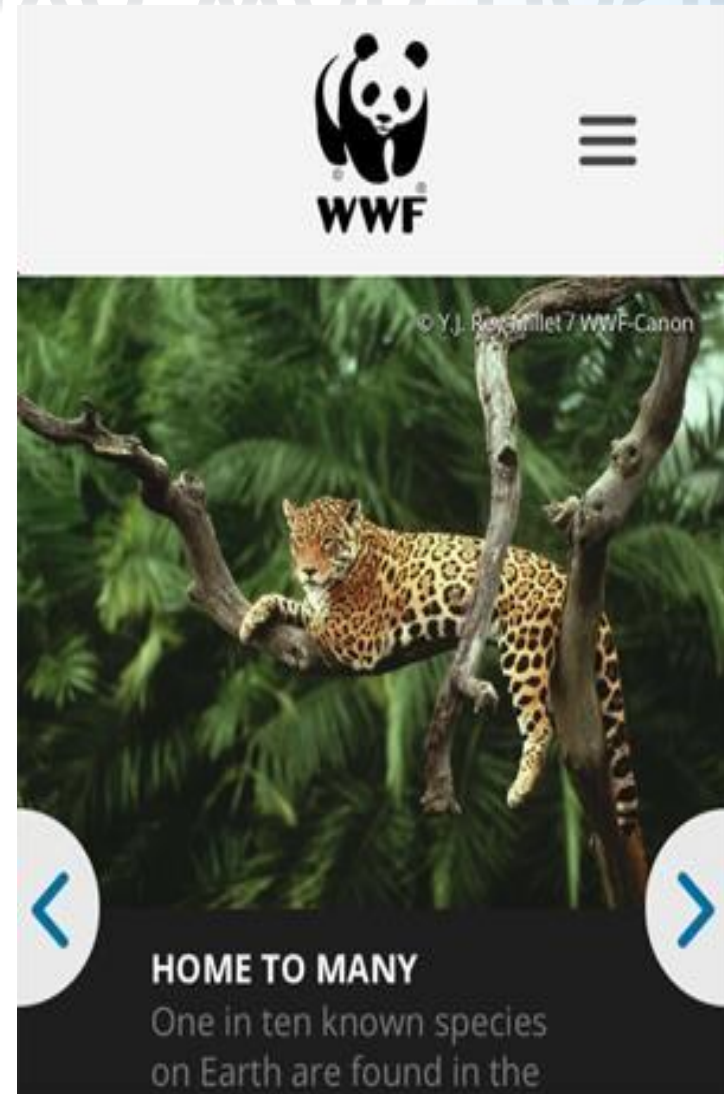 WWF
© Y.J. Rey-Millet / WWF-Canon
HOME TO MANY
One in ten known species
on Earth are found in the